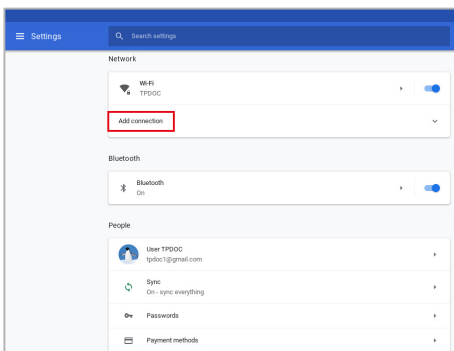 Settings
Search settings
Network
Wi-Fi
TPDOC
Add connection
Bluetooth
Bluetooth
On
People
User TPDOC
tpdoc1@gmail.com
Sync
On - sync everything
Passwords
Payment methods